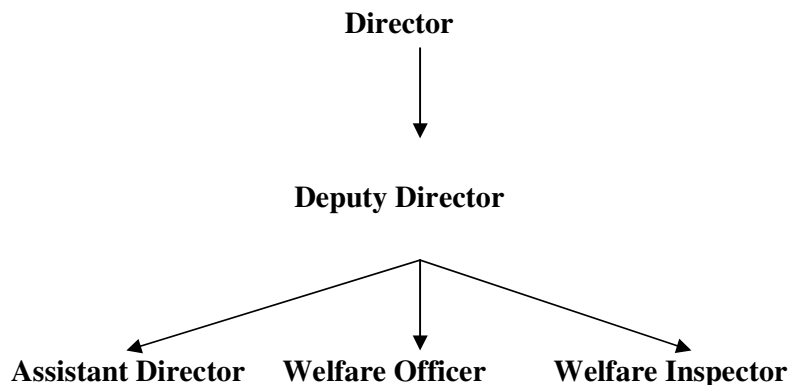 Director
Deputy Director
Assistant Director Welfare Officer Welfare Inspector